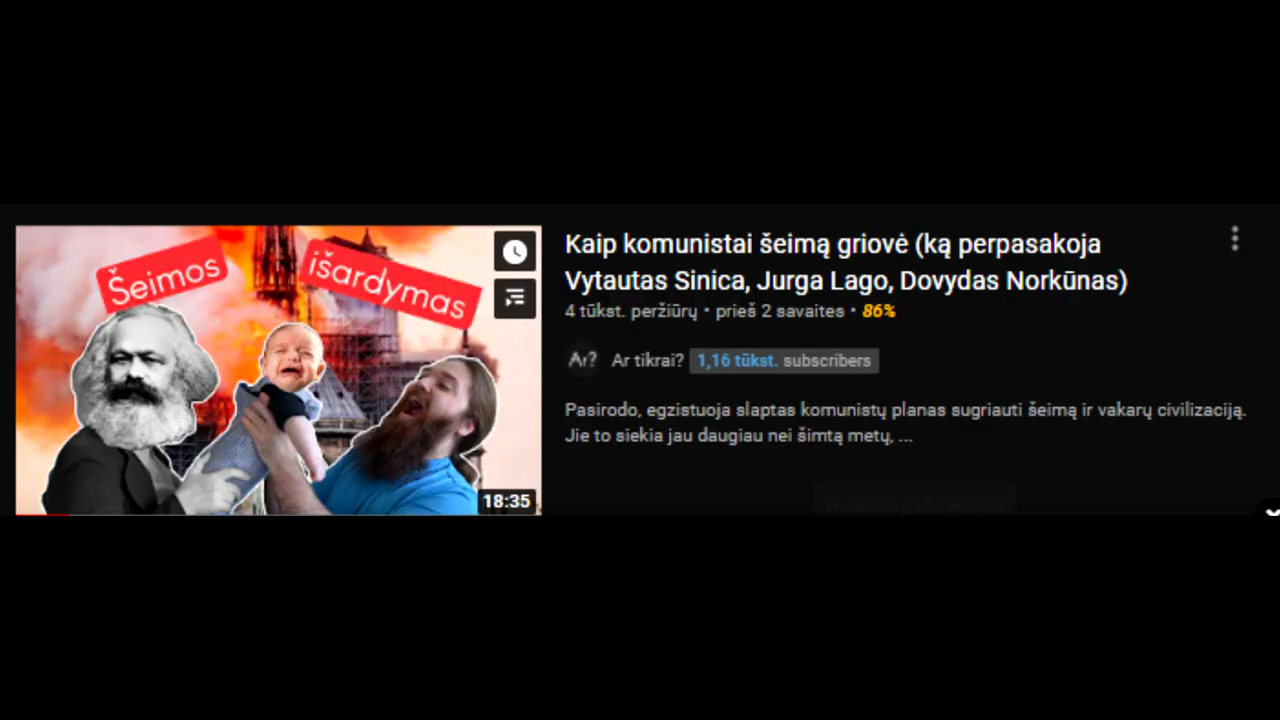 Šeimos
išardymas
18:35
Kaip komunistai šeimą griovė (ką perpasakoja
Vytautas Sinica, Jurga Lago, Dovydas Norkūnas)
4 tūkst. peržiūrų • prieš 2 savaites • 86%
Ar? Ar tikrai? 1,16 tūkst. subscribers
Pasirodo, egzistuoja slaptas komunistų planas sugriauti šeimą ir vakarų civilizaciją.
Jie to siekia jau daugiau nei šimtą metų, ...